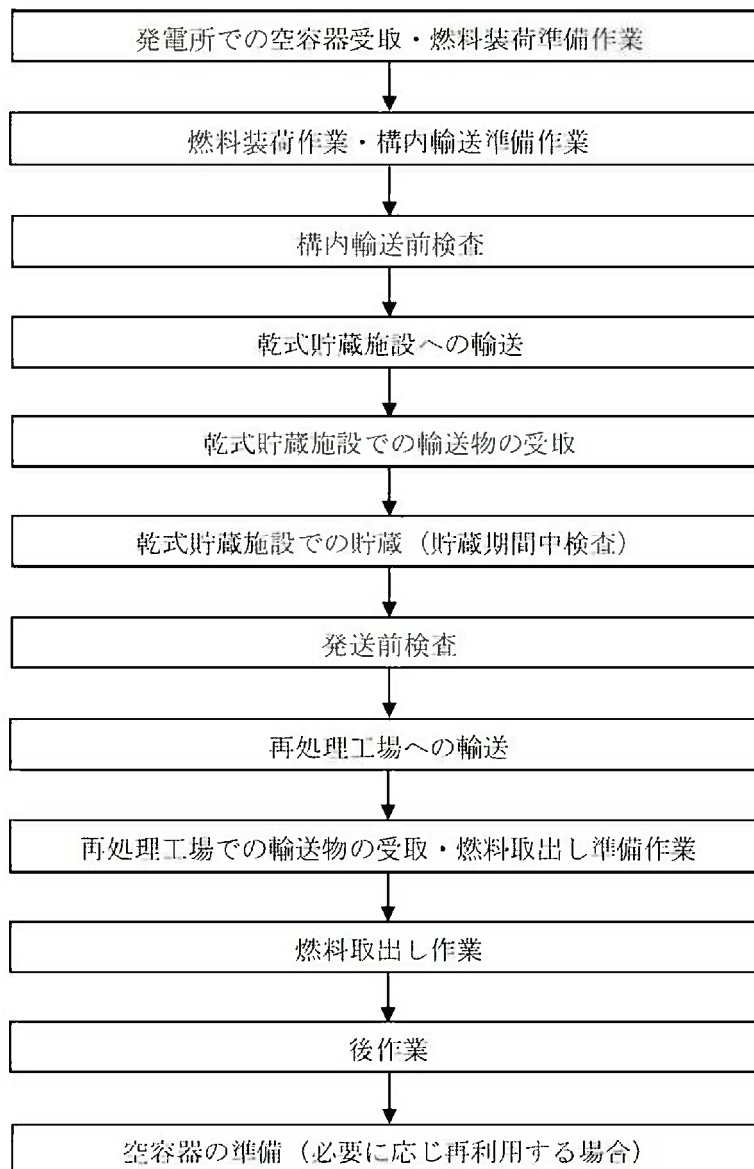 発電所での空容器受取・燃料装荷準備作業
燃料装荷作業・構内輸送準備作業
構内輸送前検査
乾式貯蔵施設への輸送
乾式貯蔵施設での輸送物の受取
乾式貯蔵施設での貯蔵（貯蔵期間中検査）
発送前検査
再処理工場への輸送
再処理工場での輸送物の受取・燃料取出し準備作業
燃料取出し作業
後作業
空容器の準備（必要に応じ再利用する場合）